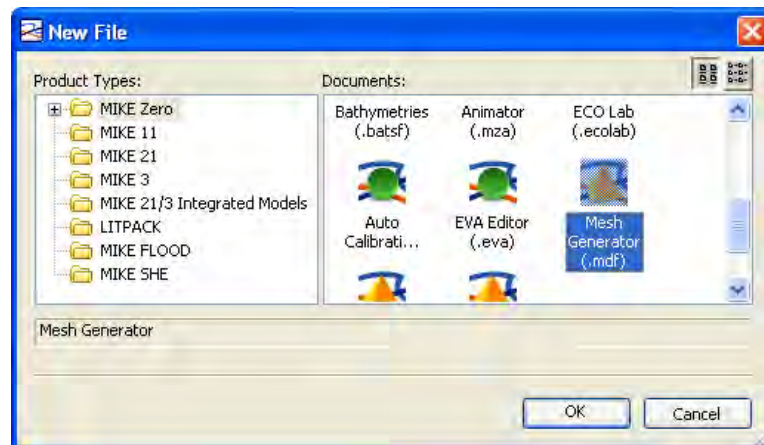 New File
Product Types:
Documents:
MIKE Zero
MIKE 11
MIKE 21
MIKE 3
MIKE 21/3 Integrated Models
LITPACK
MIKE FLOOD
MIKE SHE
Bathymetries
(.batsf)
Animator
(.mza)
ECO Lab
(.ecolab)
Auto
Calibrati...
EVA Editor
(.eva)
Mesh
Generator
(.mdf)
Mesh Generator
OK
Cancel